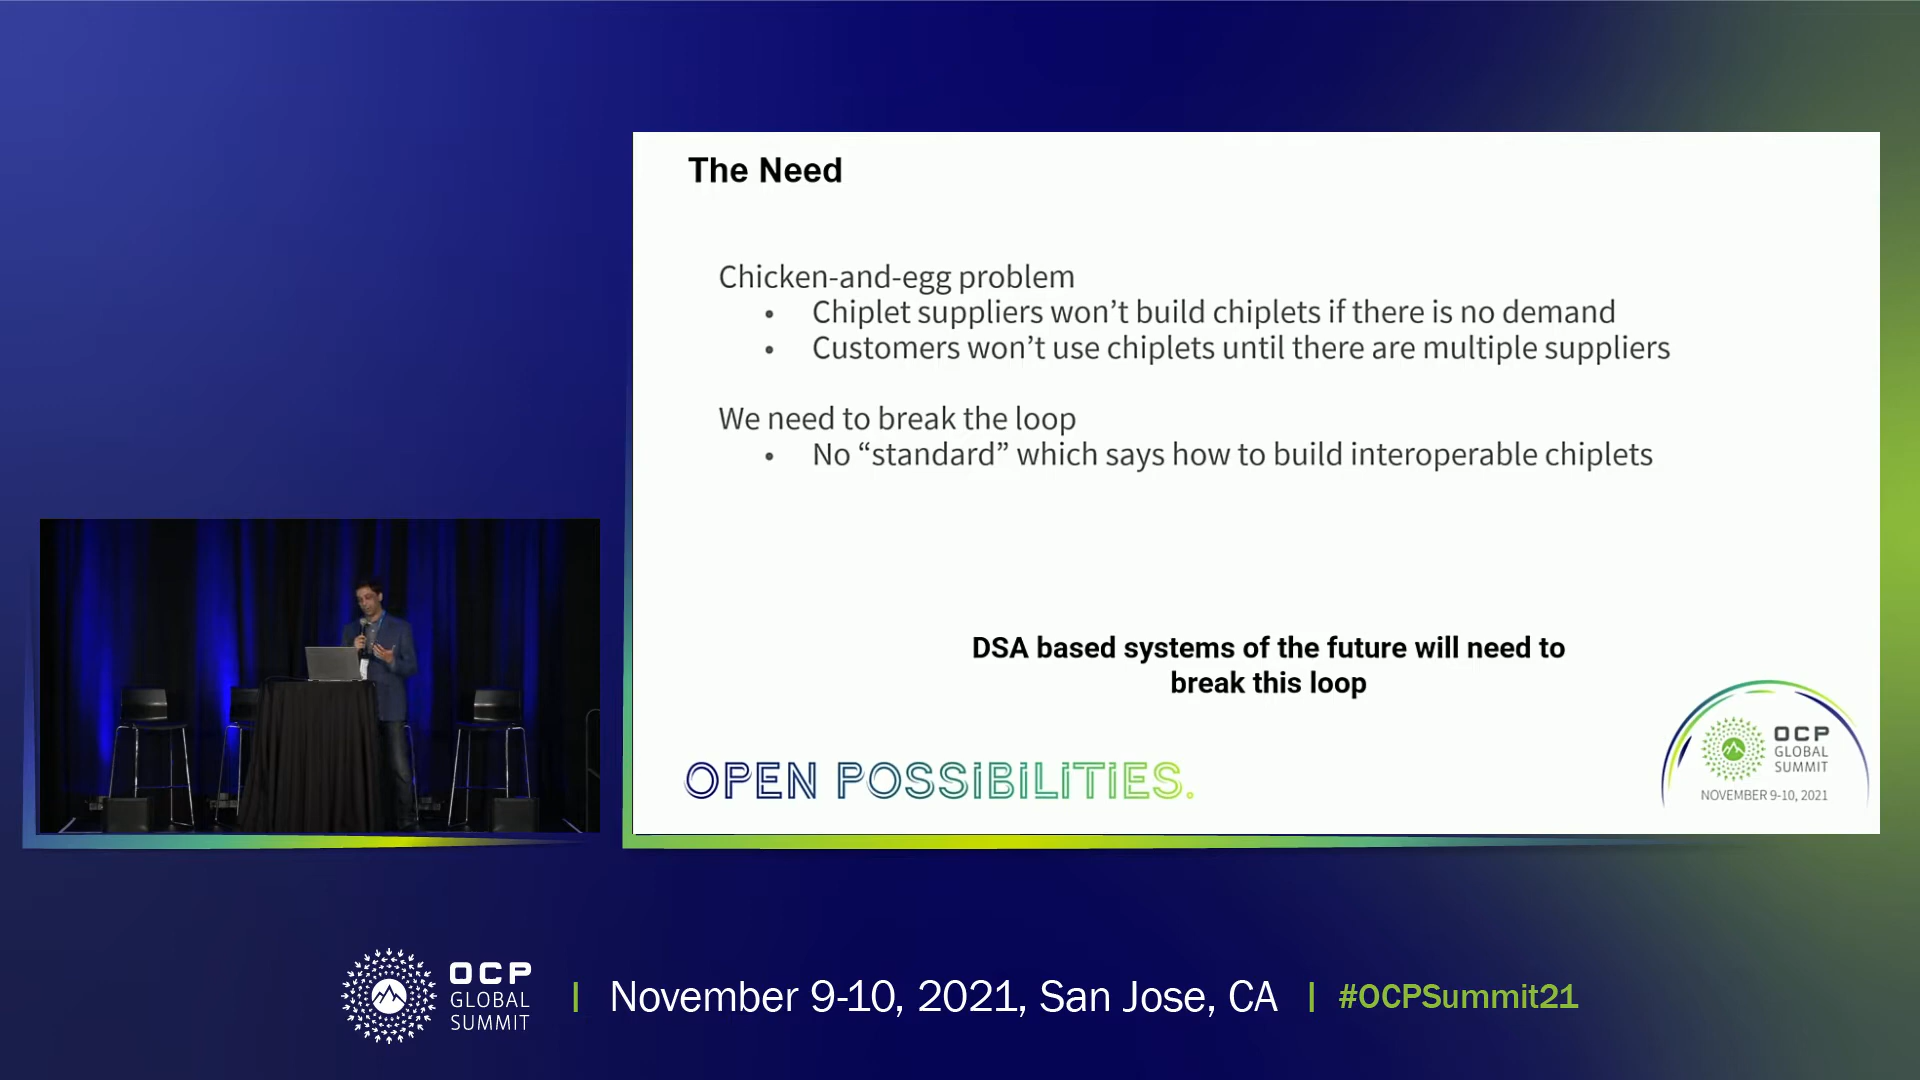 The Need
Chicken-and-egg problem
• Chiplet suppliers won’t build chiplets if there is no demand
• Customers won’t use chiplets until there are multiple suppliers
We need to break the loop
• No “standard” which says how to build interoperable chiplets
DSA based systems of the future will need to
break this loop
OPEN POSSIBILITIES.
OCP
GLOBAL
SUMMIT
NOVEMBER 9-10, 2021
OCP
GLOBAL
SUMMIT
| November 9-10, 2021, San Jose, CA | #OCPSummit21